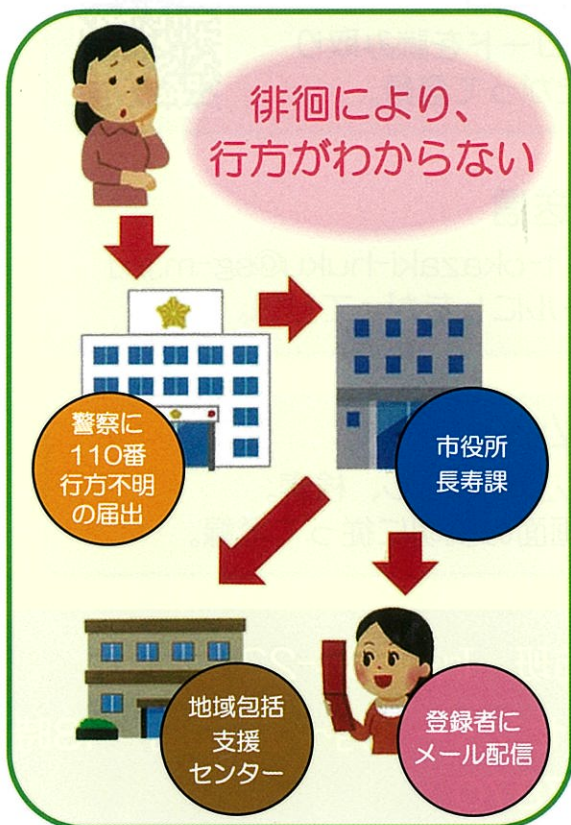 徘徊により、
行方がわからない
警察に
110番
行方不明
の届出
市役所
長寿課
地域包括
支援
センター
登録者に
メール配信